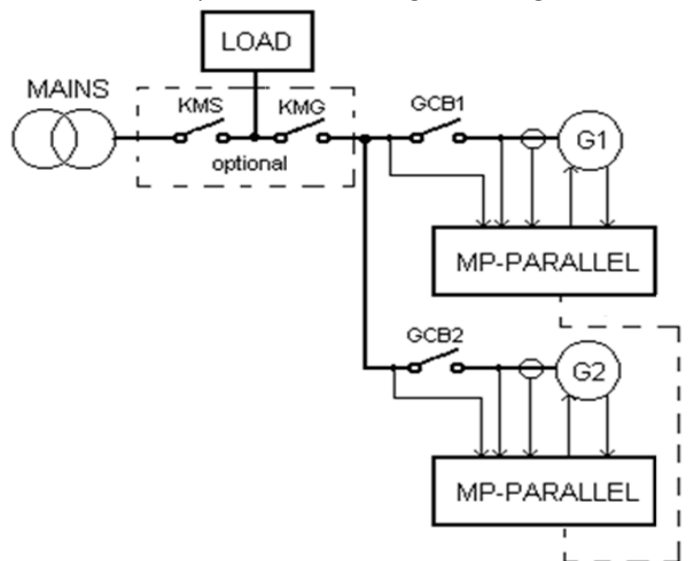 LOAD
MAINS
KMS
KMG
GCB1
optional
G1
MP-PARALLEL
GCB2
G2
MP-PARALLEL